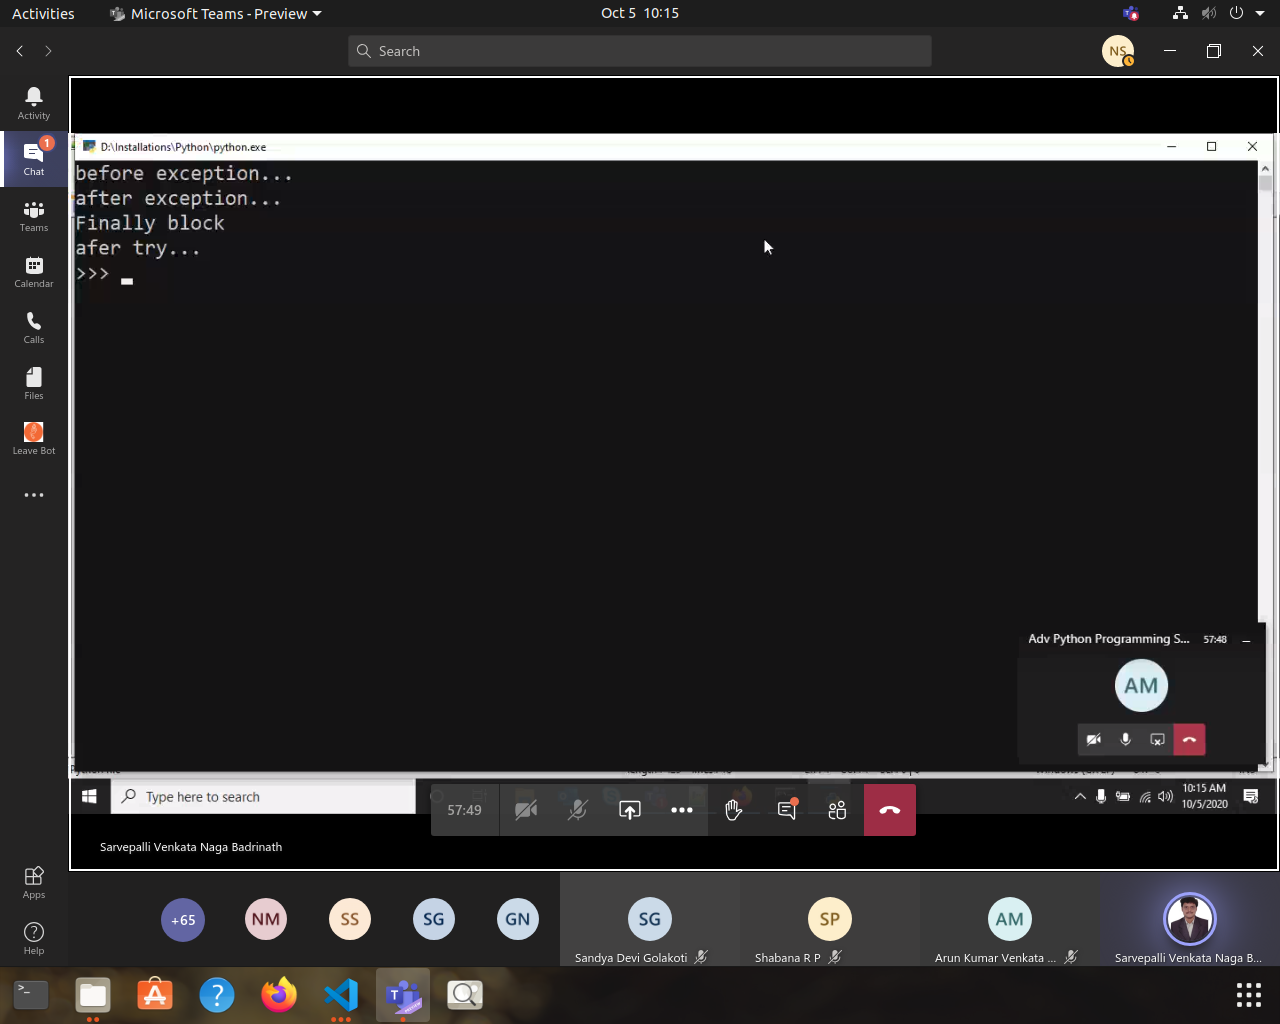 Activities
Microsoft Teams - Preview
Oct 5 10:15
Search
NS
Activity
1
Chat
Teams
Calendar
Calls
Files
Leave Bot
Apps
Help
D:\Installations\Python\python.exe
before exception...
after exception...
Finally block
afer try...
>>>
Adv Python Programming S...
57:48
AM
Type here to search
57:49
10:15 AM
10/5/2020
Sarvepalli Venkata Naga Badrinath
+65
NM
SS
SG
GN
SG
Sandya Devi Golakoti
SP
Shabana R P
AM
Arun Kumar Venkata ...
Sarvepalli Venkata Naga B...